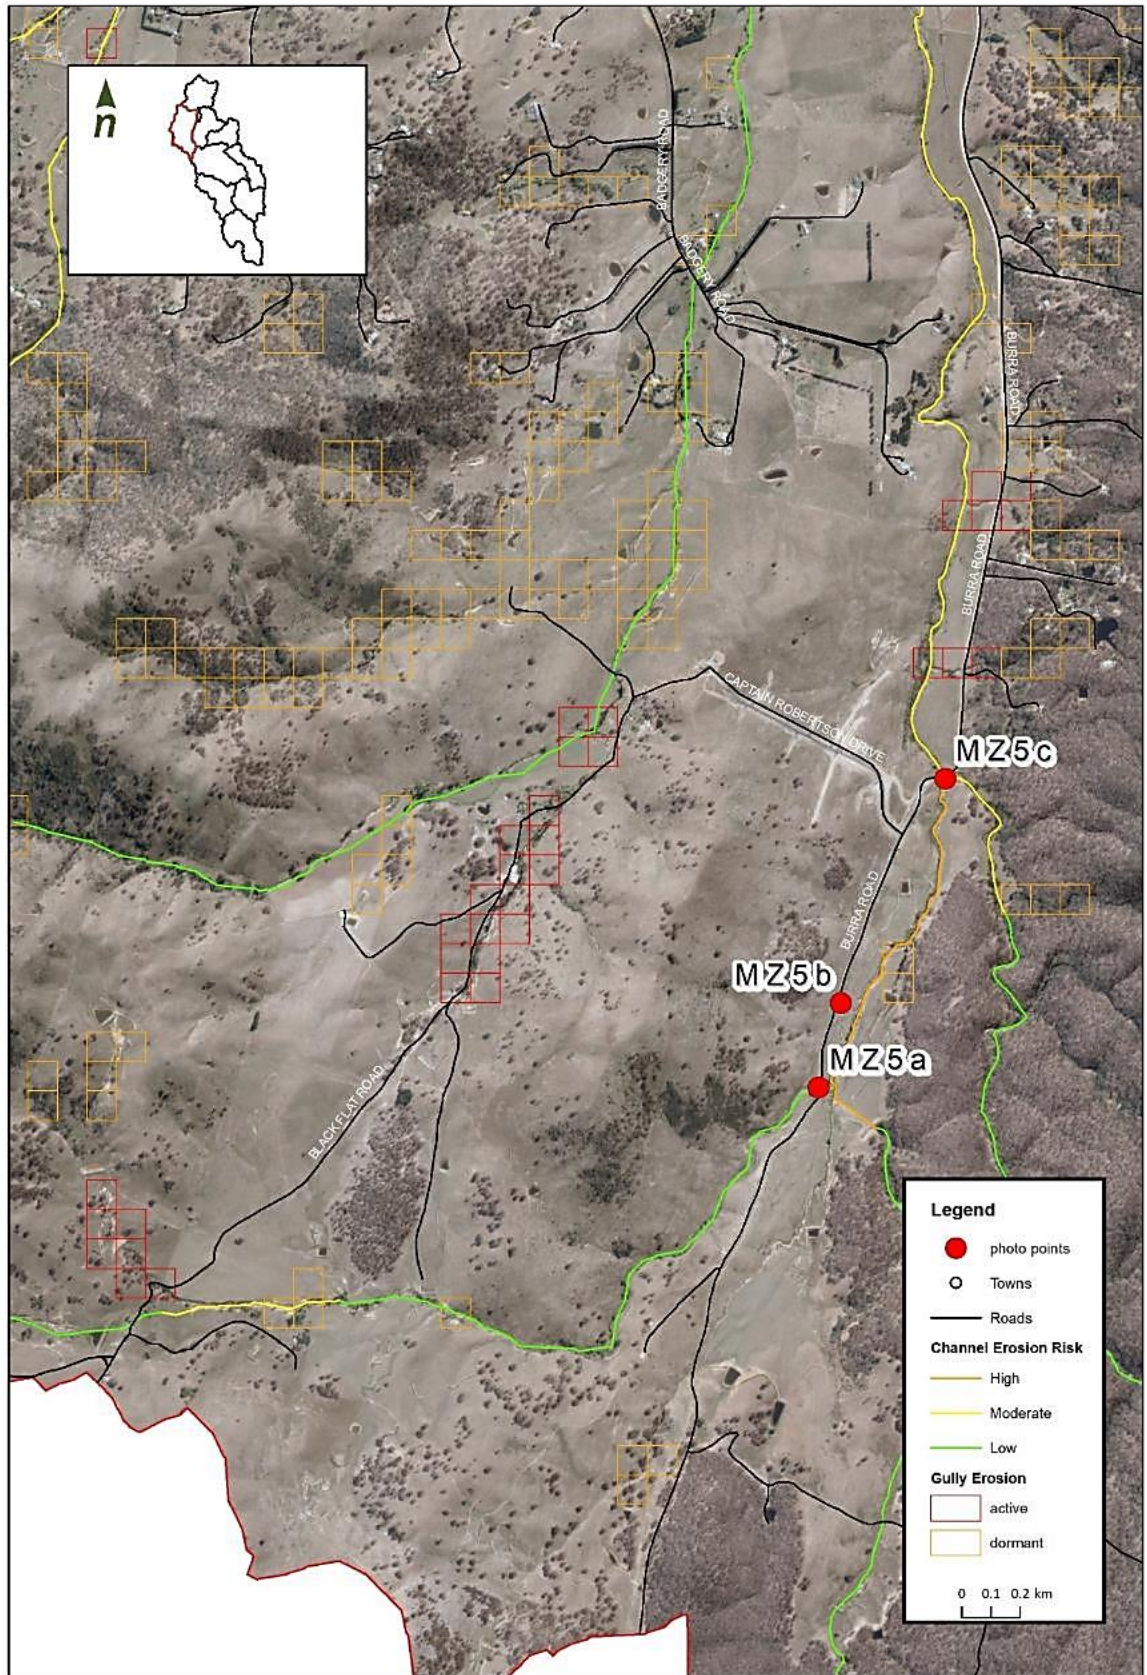 n
BADGERY ROAD
BADGERY ROAD
BURRA ROAD
BURRA ROAD
CAPTAIN ROBERTSON DRIVE
MZ5c
BURRA ROAD
MZ5b
MZ5a
BLACK FLAT ROAD
Legend
photo points
Towns
Roads
Channel Erosion Risk
High
Moderate
Low
Gully Erosion
active
dormant
0 0.1 0.2 km